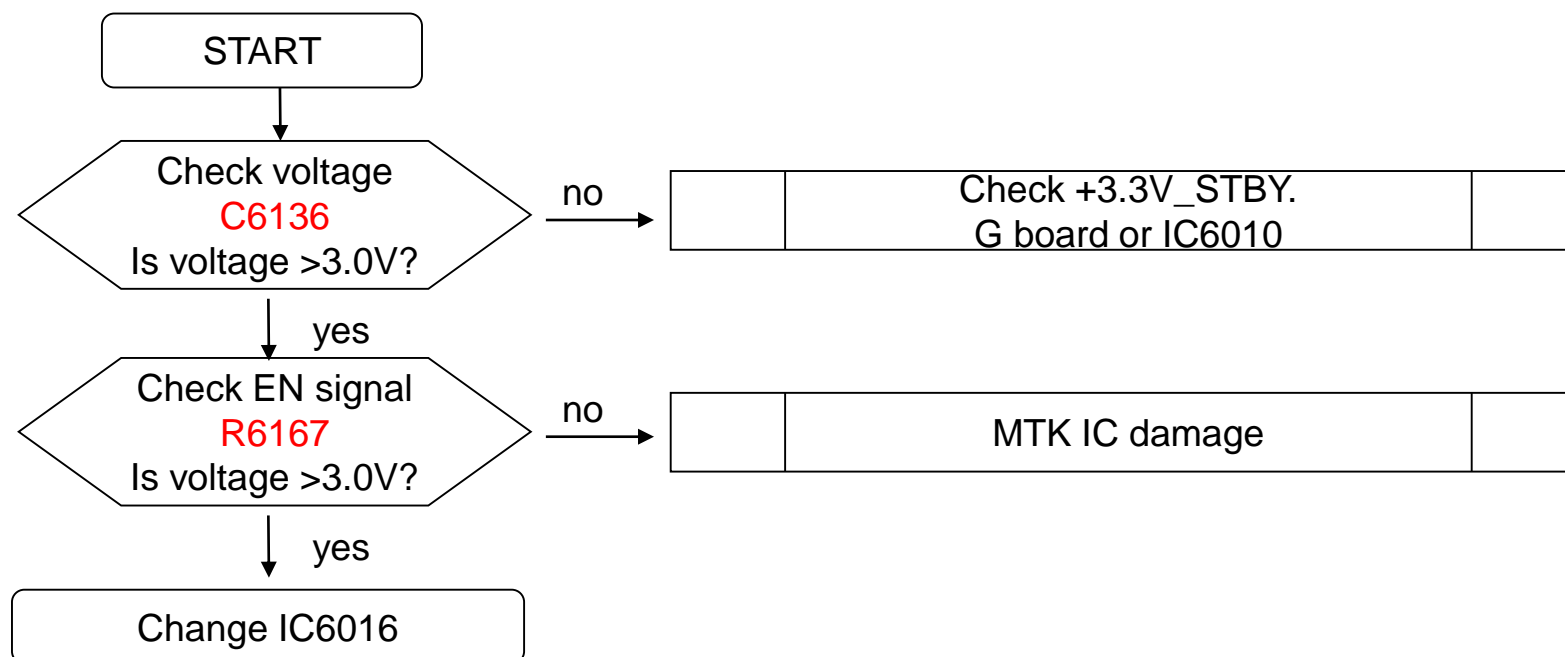 START
Check voltage
C6136
Is voltage >3.0V?
no
Check +3.3V_STBY.
G board or IC6010
yes
Check EN signal
R6167
Is voltage >3.0V?
no
MTK IC damage
yes
Change IC6016